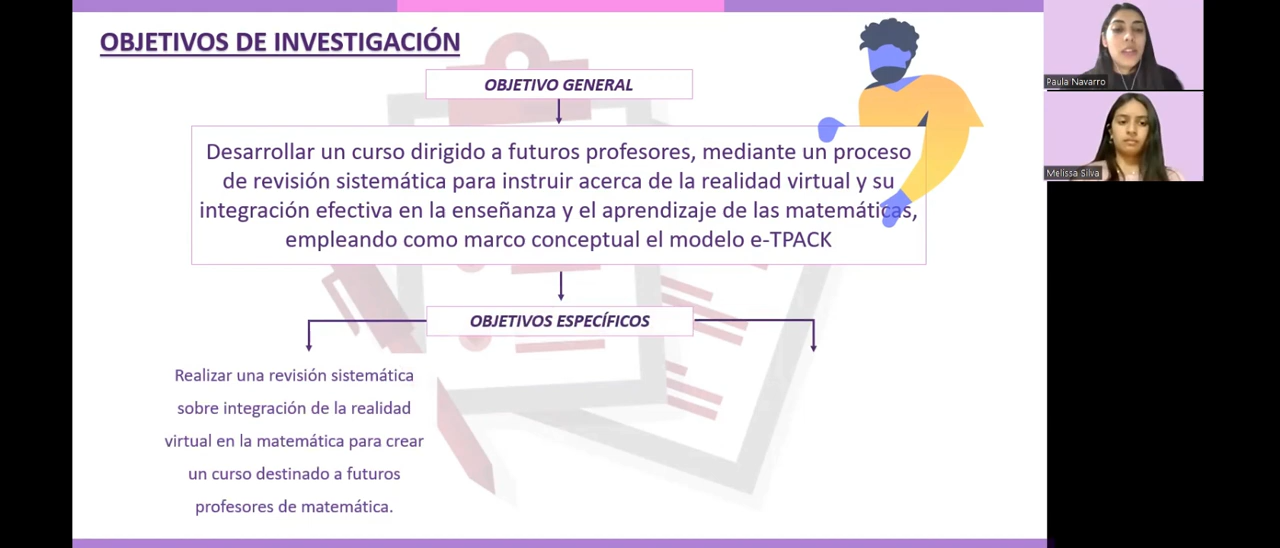 OBJETIVOS DE INVESTIGACIÓN
Paula Navarro
OBJETIVO GENERAL
Desarrollar un curso dirigido a futuros profesores, mediante un proceso
de revisión sistemática para instruir acerca de la realidad virtual y su
integración efectiva en la enseñanza y el aprendizaje de las matemáticas,
empleando como marco conceptual el modelo e-TPACK
Melissa Silva
OBJETIVOS ESPECÍFICOS
Realizar una revisión sistemática
sobre integración de la realidad
virtual en la matemática para crear
un curso destinado a futuros
profesores de matemática.